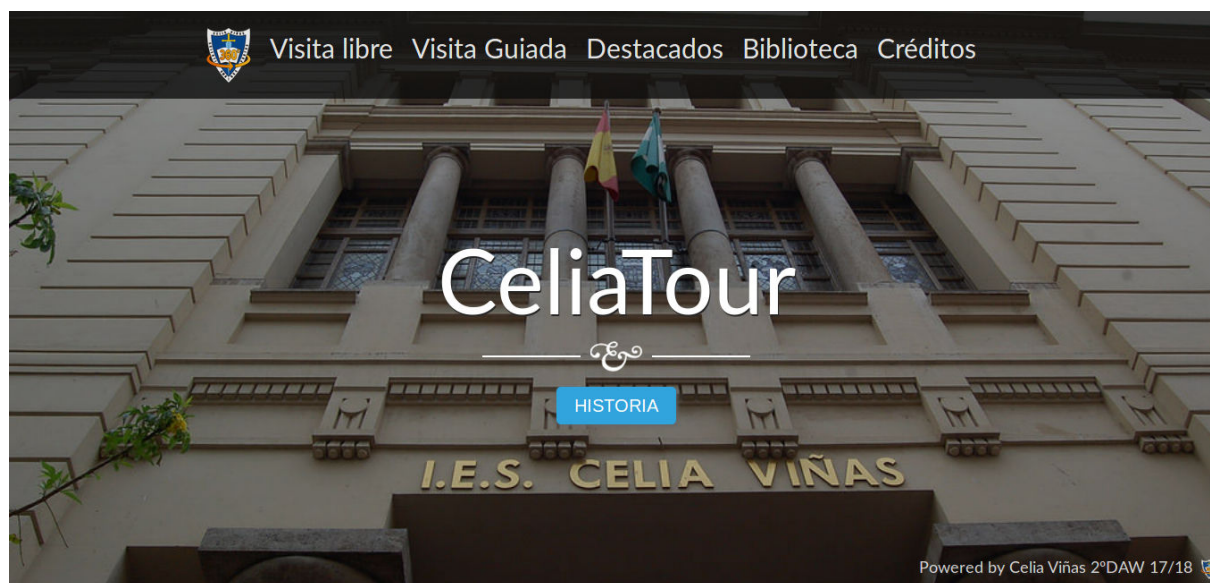 Visita libre Visita Guiada Destacados Biblioteca Créditos
CeliaTour
HISTORIA
I.E.S. CELIA VIÑAS
Powered by Celia Viñas 2ºDAW 17/18